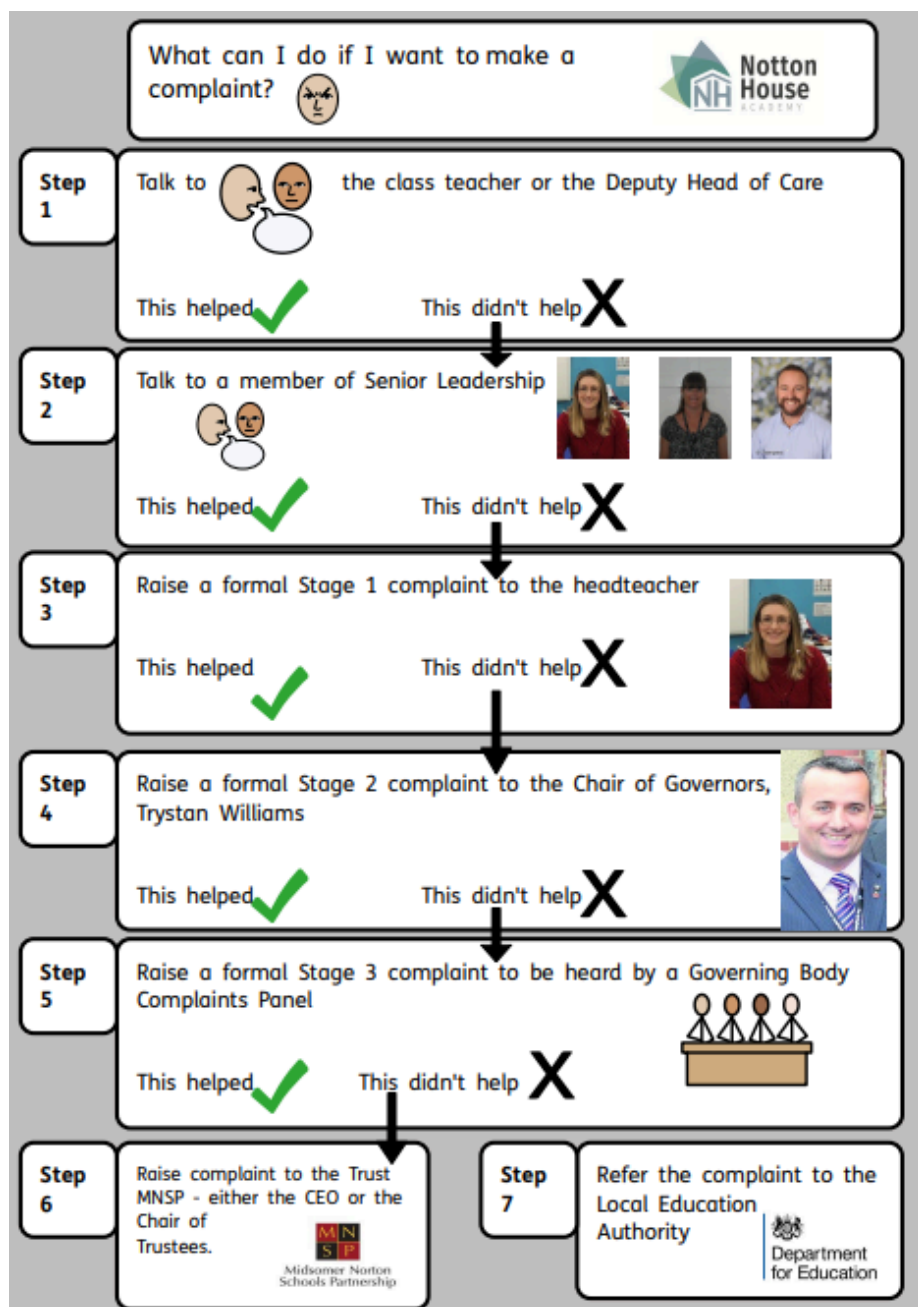 What can I do if I want to make a
complaint?
NH
Notton
House
ACADEMY
Step
1
Talk to the class teacher or the Deputy Head of Care
This helped
This didn't help X
Step
2
Talk to a member of Senior Leadership
This helped
This didn't help X
Step
3
Raise a formal Stage 1 complaint to the headteacher
This helped
This didn't help X
Step
4
Raise a formal Stage 2 complaint to the Chair of Governors,
Trystan Williams
This helped
This didn't help X
Step
5
Raise a formal Stage 3 complaint to be heard by a Governing Body
Complaints Panel
This helped
This didn't help X
Step
6
Raise complaint to the Trust
MNSP - either the CEO or the
Chair of
Trustees.
M N
S P
Midsomer Norton
Schools Partnership
Step
7
Refer the complaint to the
Local Education
Authority
Department
for Education